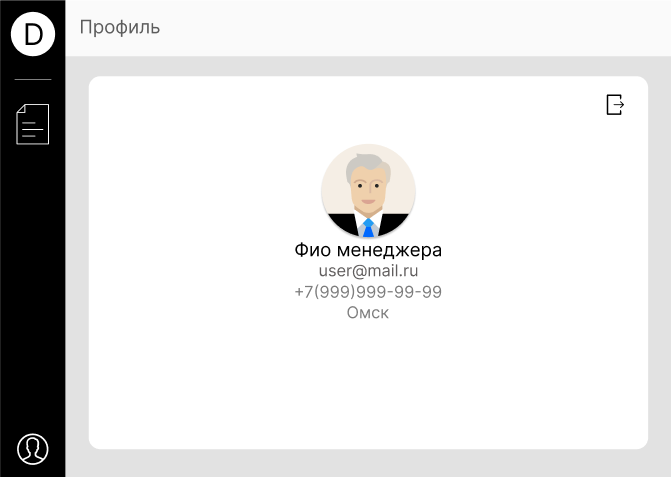 D
Профиль
Фио менеджера
user@mail.ru
+7(999)999-99-99
Омск